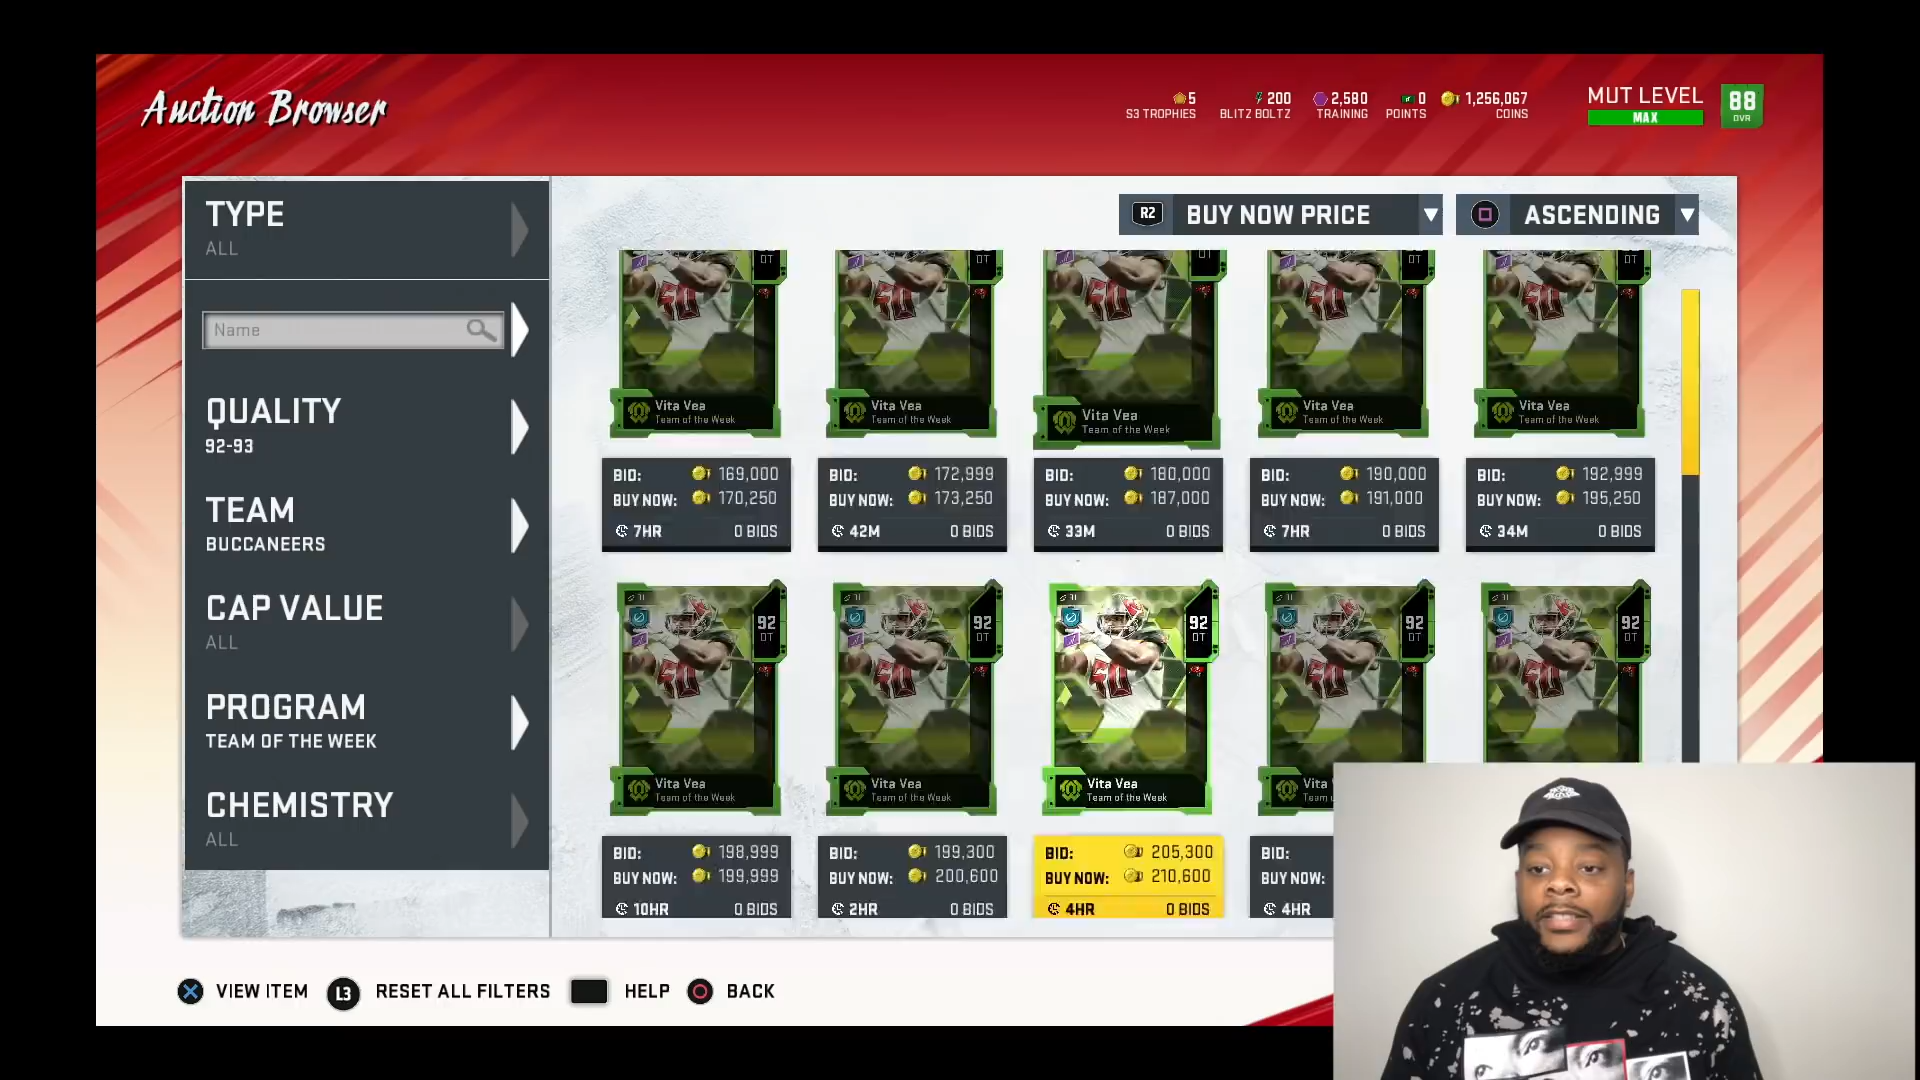 Auction Browser
5
S3 TROPHIES
200
BLITZ BOLTZ
2,580
TRAINING
0
POINTS
1,256,067
COINS
MUT LEVEL
MAX
88
OVR
TYPE
ALL
Name
QUALITY
92-93
TEAM
BUCCANEERS
CAP VALUE
ALL
PROGRAM
TEAM OF THE WEEK
CHEMISTRY
ALL
R2 BUY NOW PRICE
ASCENDING
DT
DT
DT
DT
DT
Vita Vea
Team of the Week
Vita Vea
Team of the Week
Vita Vea
Team of the Week
Vita Vea
Team of the Week
Vita Vea
Team of the Week
BID: 169,000
BUY NOW: 170,250
7HR 0 BIDS
BID: 172,999
BUY NOW: 173,250
42M 0 BIDS
BID: 180,000
BUY NOW: 187,000
33M 0 BIDS
BID: 190,000
BUY NOW: 191,000
7HR 0 BIDS
BID: 192,999
BUY NOW: 195,250
34M 0 BIDS
92
DT
Vita Vea
Team of the Week
92
DT
Vita Vea
Team of the Week
92
DT
Vita Vea
Team of the Week
92
DT
Vita
Team
92
DT
BID: 198,999
BUY NOW: 199,999
10HR 0 BIDS
BID: 199,300
BUY NOW: 200,600
2HR 0 BIDS
BID: 205,300
BUY NOW: 210,600
4HR 0 BIDS
BID:
BUY NOW:
4HR
VIEW ITEM
L3 RESET ALL FILTERS
HELP
BACK